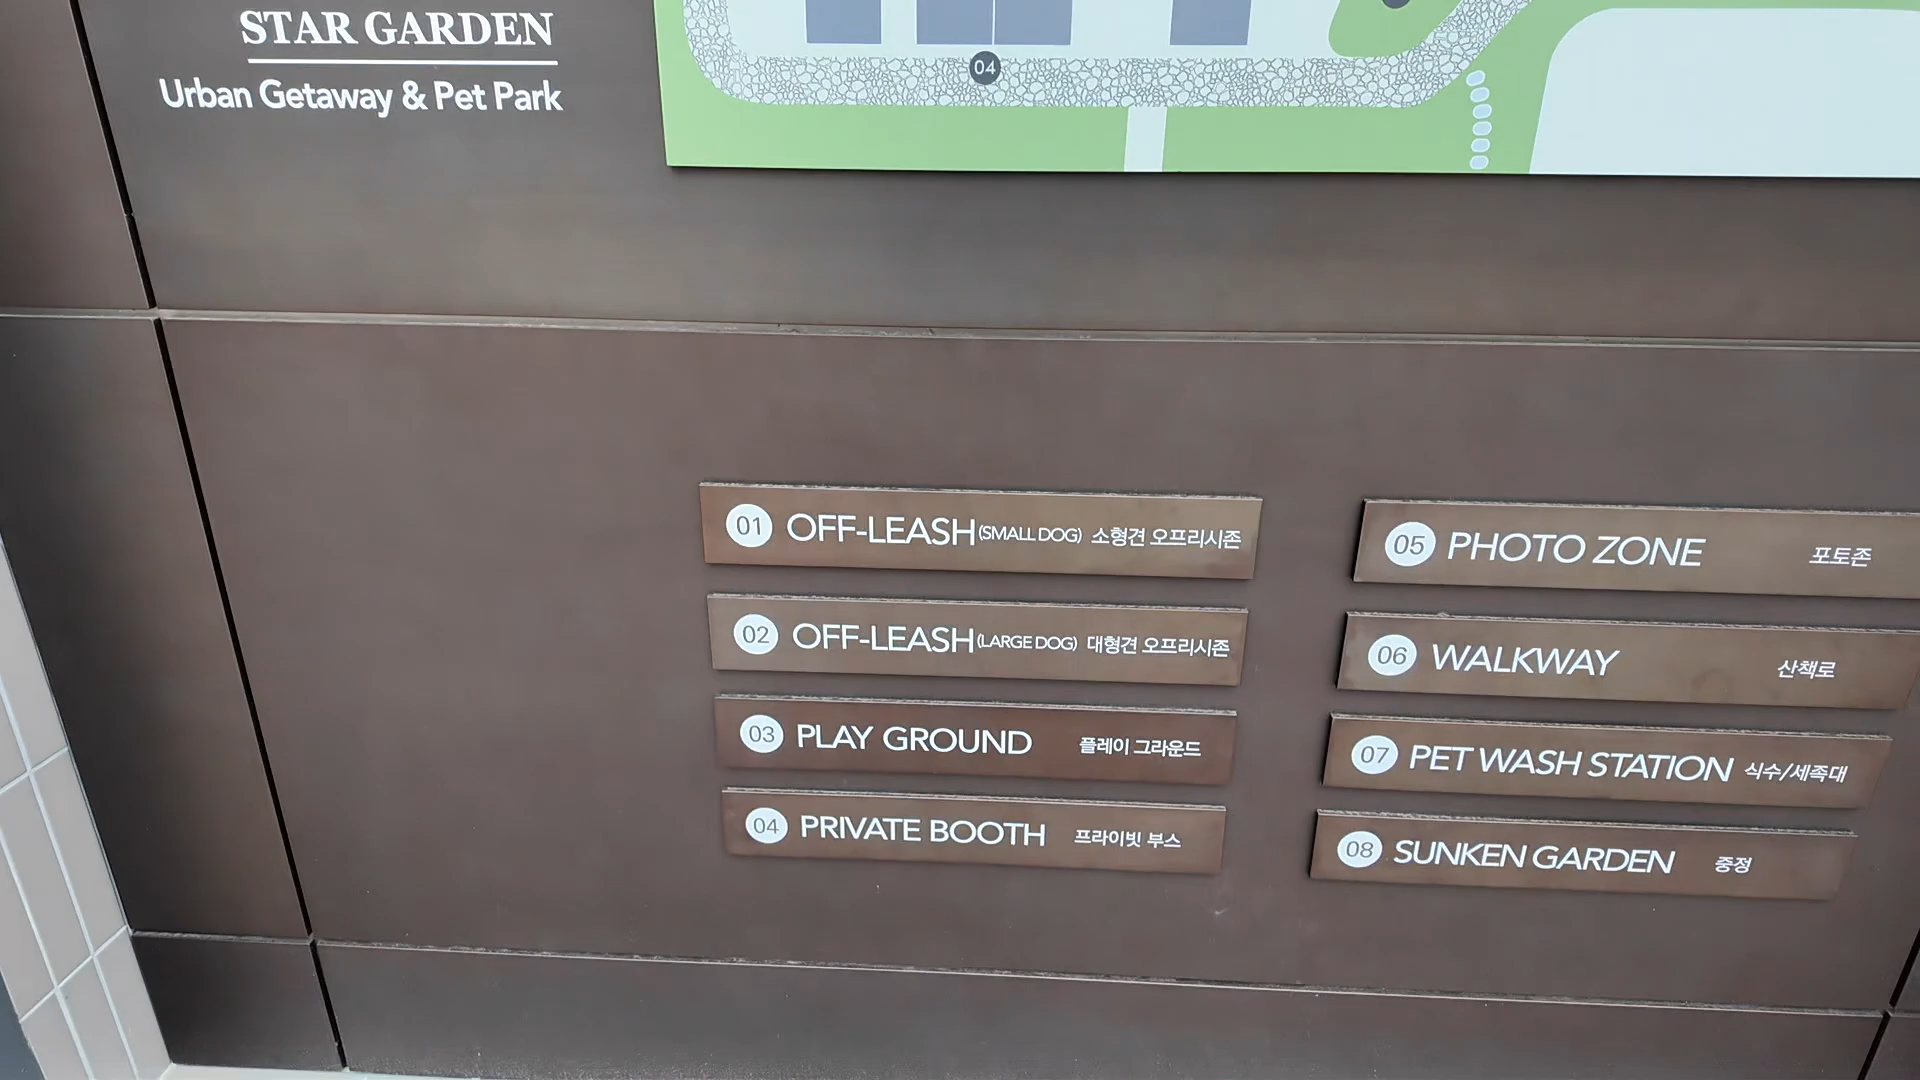 STAR GARDEN
Urban Getaway & Pet Park
04
01 OFF-LEASH (SMALL DOG) 소형견 오프리시존
02 OFF-LEASH (LARGE DOG) 대형견 오프리시존
03 PLAY GROUND 플레이 그라운드
04 PRIVATE BOOTH 프라이빗 부스
05 PHOTO ZONE 포토존
06 WALKWAY 산책로
07 PET WASH STATION 식수/세족대
08 SUNKEN GARDEN 중정